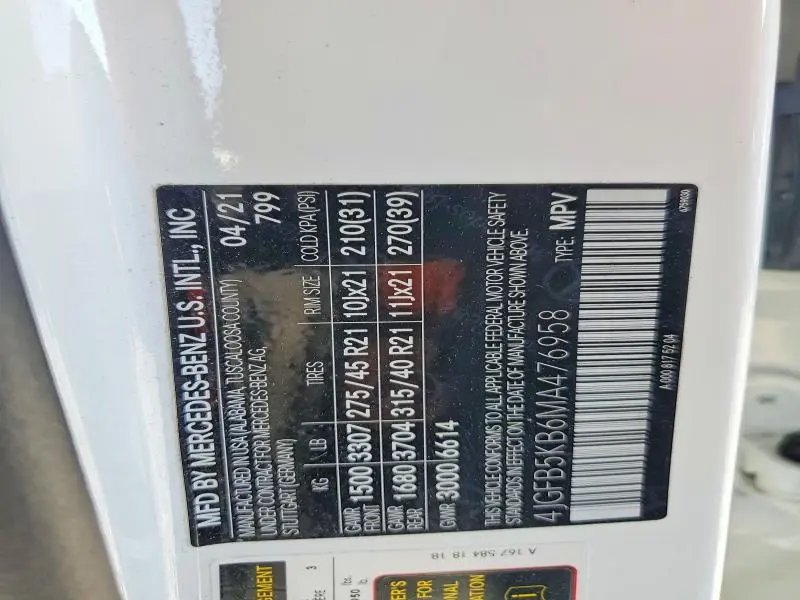 MFD BY MERCEDES-BENZ U.S. INTL., INC
MANUFACTURED IN USA (ALABAMA, TUSCALOOSA COUNTY) 04/21
UNDER CONTRACT FOR MERCEDES-BENZ AG, 799
STUTTGART (GERMANY)
KG LB TIRES RIM SIZE COLD KPA(PSI)
GAWR FRONT 1500 3307 275/45 R21 10Jx21 210(31)
GAWR REAR 1680 3704 315/40 R21 11Jx21 270(39)
GVWR 3000 6614
THIS VEHICLE CONFORMS TO ALL APPLICABLE FEDERAL MOTOR VEHICLE SAFETY
STANDARDS IN EFFECT ON THE DATE OF MANUFACTURE SHOWN ABOVE.
4JGFB5KB6MA476958 TYPE: MPV
A 000 817 52 04
A 167 584 18 18
3